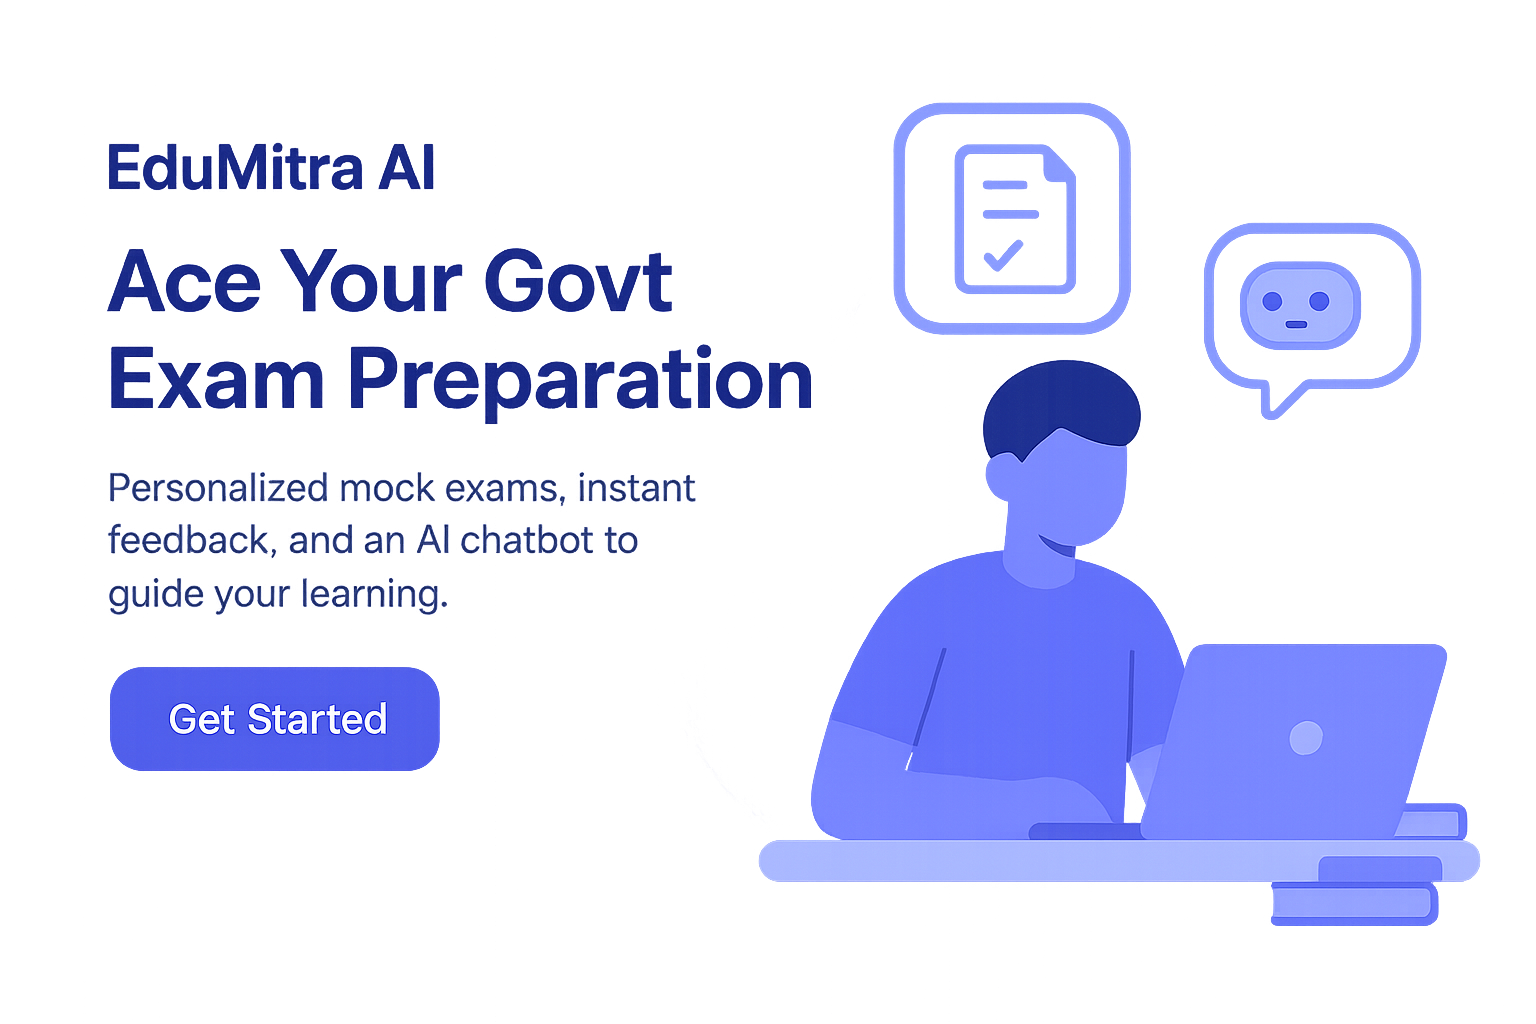 EduMitra AI
Ace Your Govt
Exam Preparation
Personalized mock exams, instant
feedback, and an AI chatbot to
guide your learning.
Get Started